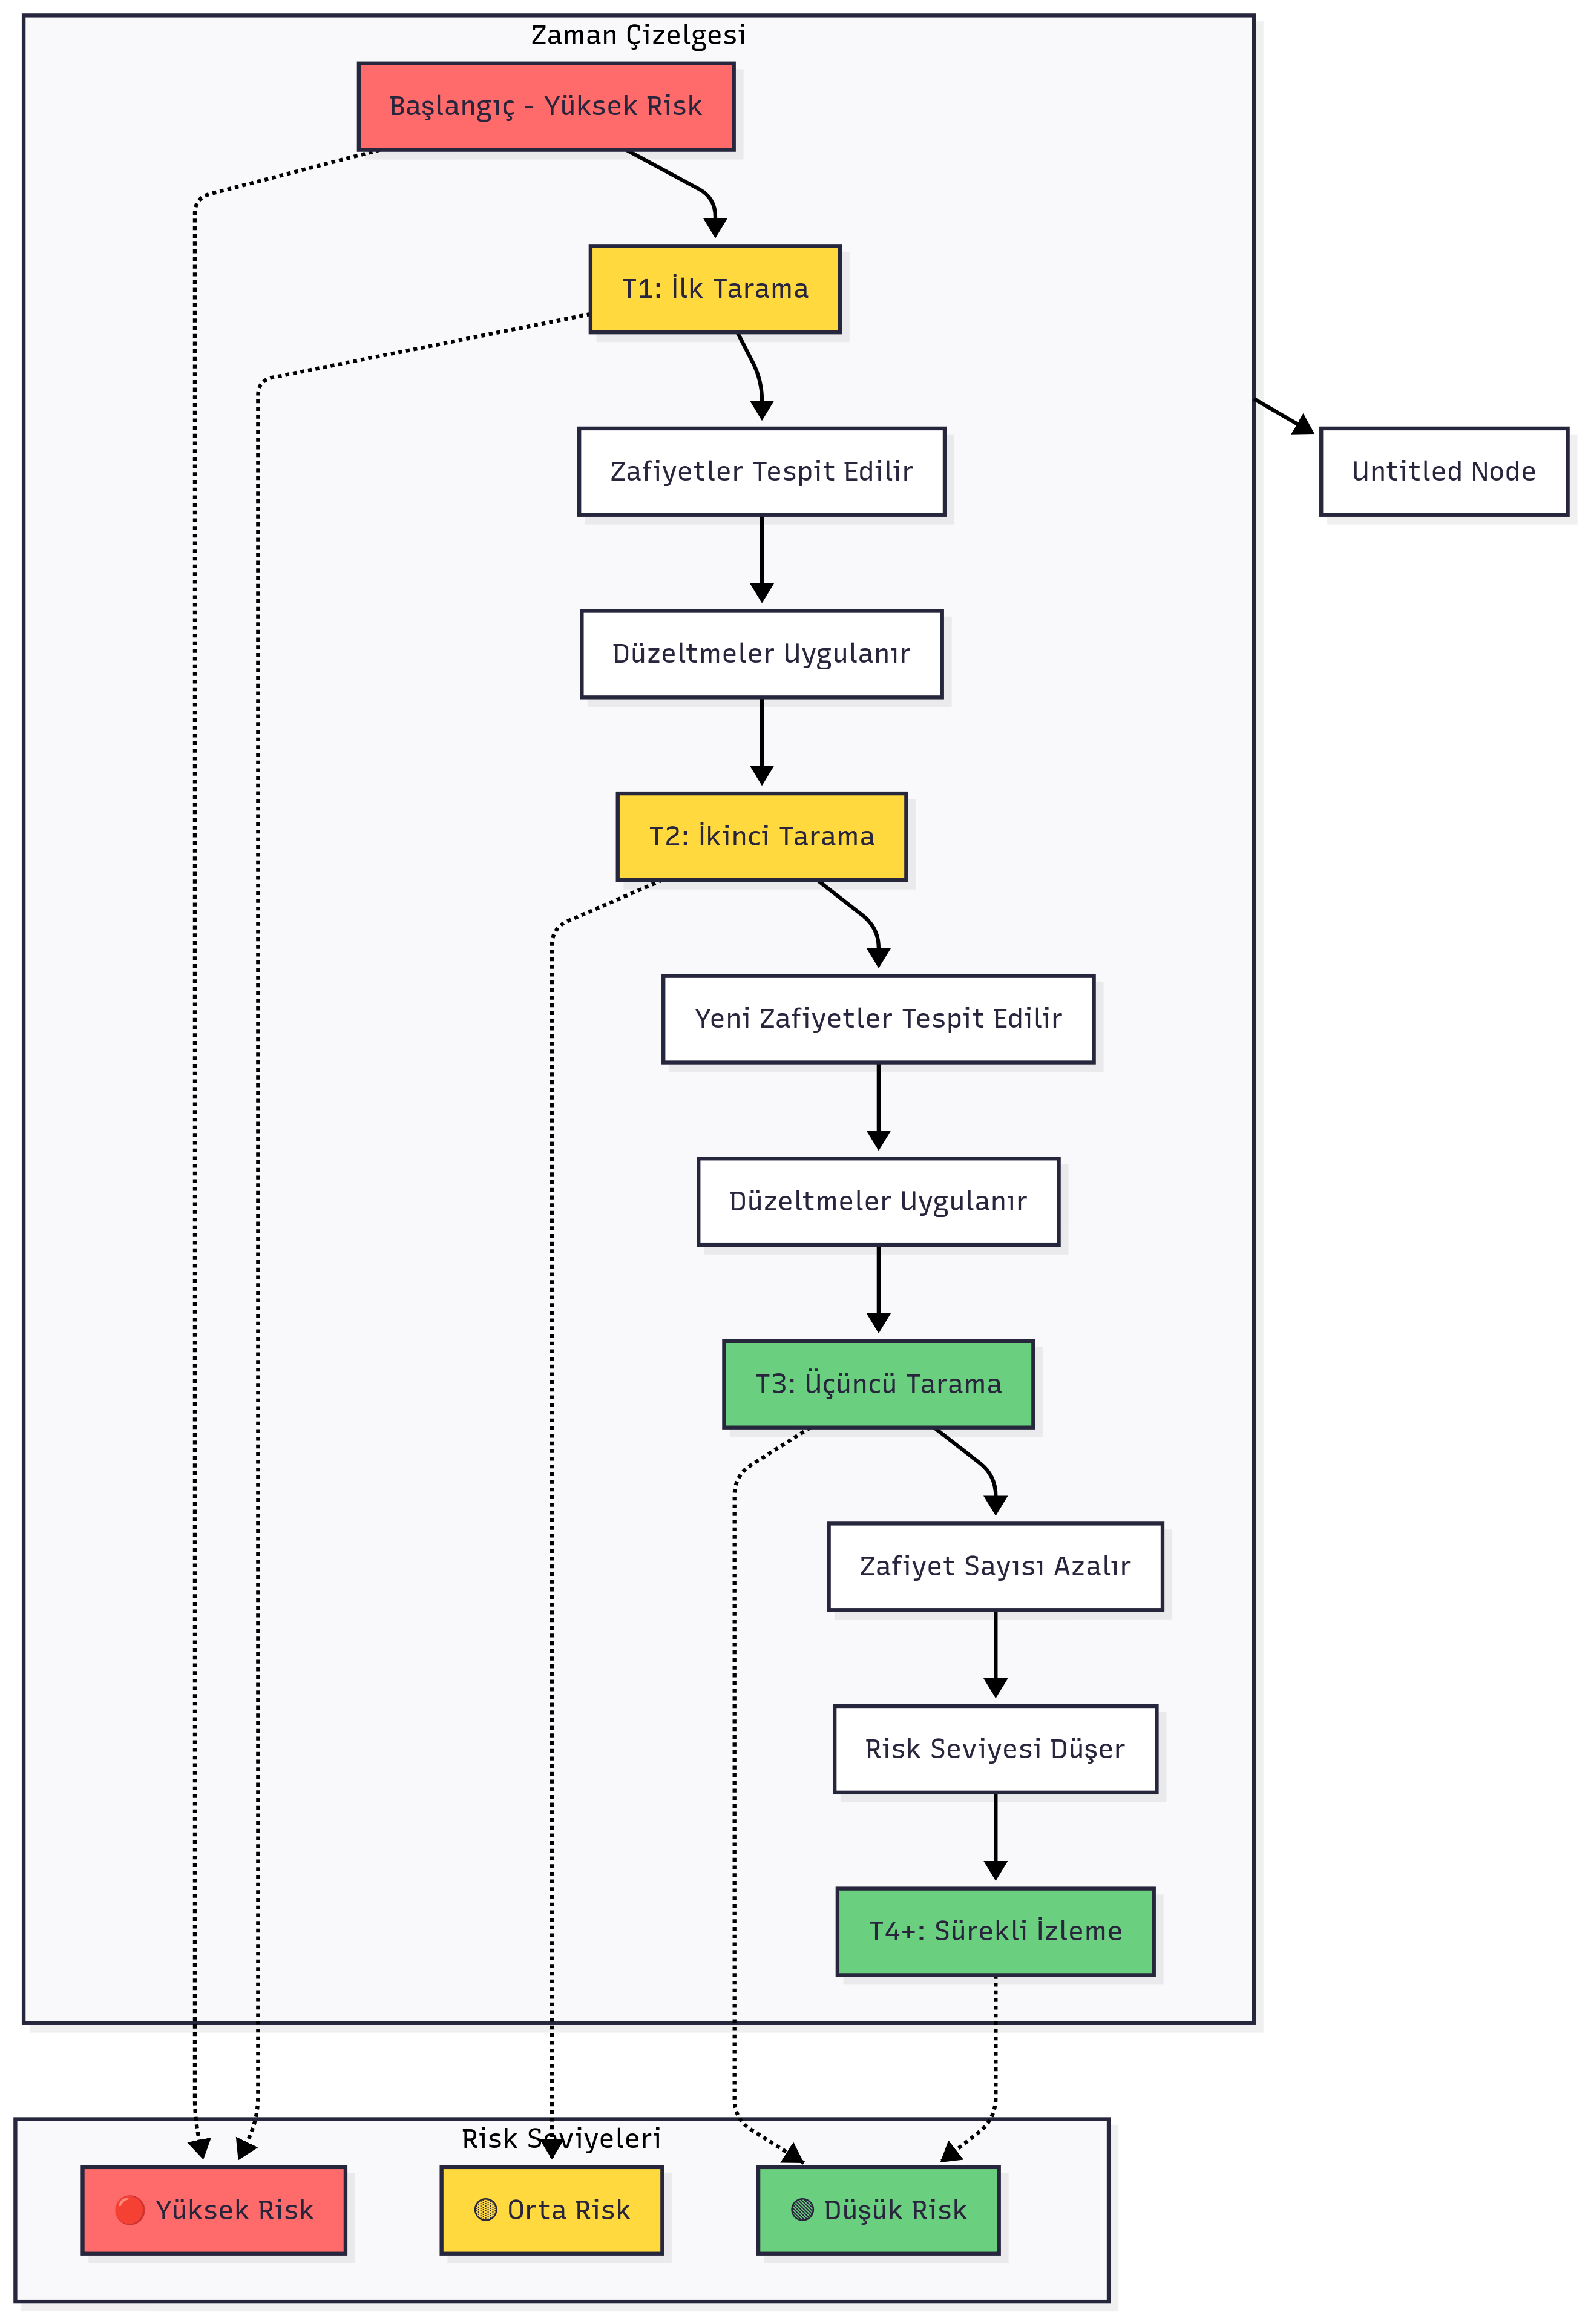 Zaman Çizelgesi
Başlangıç - Yüksek Risk
T1: İlk Tarama
Zafiyetler Tespit Edilir
Untitled Node
Düzeltmeler Uygulanır
T2: İkinci Tarama
Yeni Zafiyetler Tespit Edilir
Düzeltmeler Uygulanır
T3: Üçüncü Tarama
Zafiyet Sayısı Azalır
Risk Seviyesi Düşer
T4+: Sürekli İzleme
Risk Seviyeleri
🔴 Yüksek Risk
🟡 Orta Risk
🟢 Düşük Risk